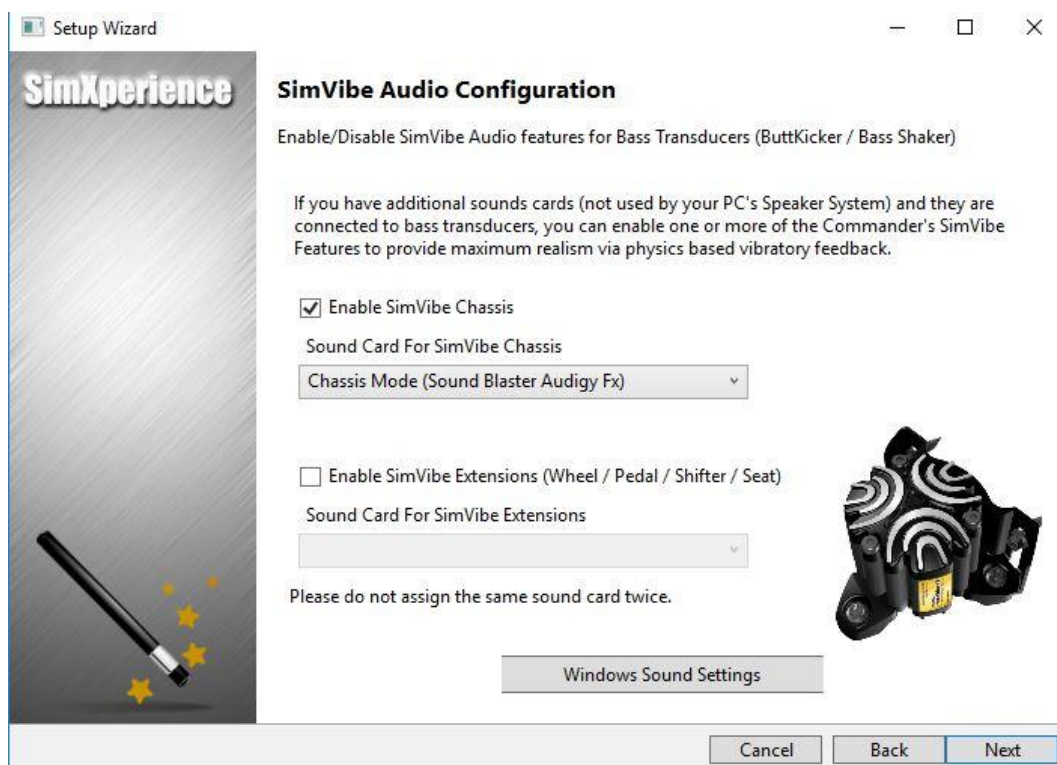 Setup Wizard
SimXperience
SimVibe Audio Configuration
Enable/Disable SimVibe Audio features for Bass Transducers (ButtKicker / Bass Shaker)
If you have additional sounds cards (not used by your PC's Speaker System) and they are
connected to bass transducers, you can enable one or more of the Commander's SimVibe
Features to provide maximum realism via physics based vibratory feedback.
Enable SimVibe Chassis
Sound Card For SimVibe Chassis
Chassis Mode (Sound Blaster Audigy Fx)
Enable SimVibe Extensions (Wheel / Pedal / Shifter / Seat)
Sound Card For SimVibe Extensions
Please do not assign the same sound card twice.
Windows Sound Settings
Cancel
Back
Next